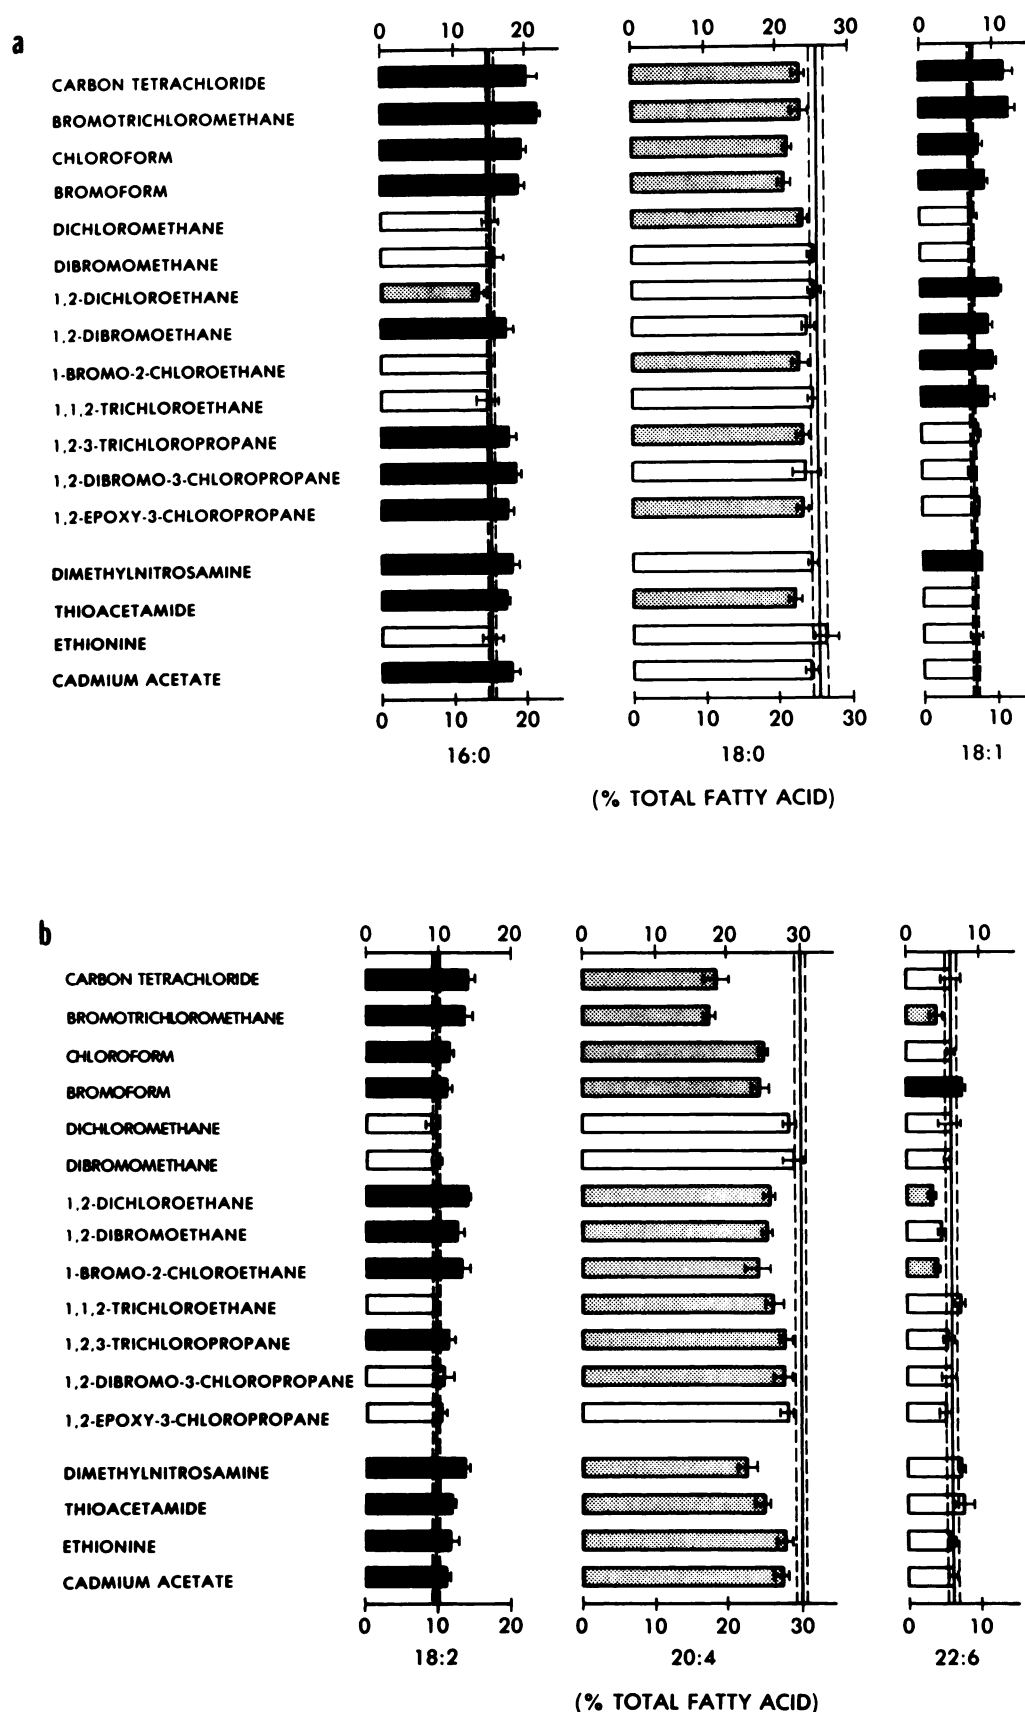 a
0 10 20 0 10 20 30 0 10
CARBON TETRACHLORIDE
BROMOTRICHLOROMETHANE
CHLOROFORM
BROMOFORM
DICHLOROMETHANE
DIBROMOMETHANE
1,2-DICHLOROETHANE
1,2-DIBROMOETHANE
1-BROMO-2-CHLOROETHANE
1,1,2-TRICHLOROETHANE
1,2-3-TRICHLOROPROPANE
1,2-DIBROMO-3-CHLOROPROPANE
1,2-EPOXY-3-CHLOROPROPANE
DIMETHYLNITROSAMINE
THIOACETAMIDE
ETHIONINE
CADMIUM ACETATE
0 10 20 0 10 20 30 0 10
16:0 18:0 18:1
(% TOTAL FATTY ACID)
b
0 10 20 0 10 20 30 0 10
CARBON TETRACHLORIDE
BROMOTRICHLOROMETHANE
CHLOROFORM
BROMOFORM
DICHLOROMETHANE
DIBROMOMETHANE
1,2-DICHLOROETHANE
1,2-DIBROMOETHANE
1-BROMO-2-CHLOROETHANE
1,1,2-TRICHLOROETHANE
1,2,3-TRICHLOROPROPANE
1,2-DIBROMO-3-CHLOROPROPANE
1,2-EPOXY-3-CHLOROPROPANE
DIMETHYLNITROSAMINE
THIOACETAMIDE
ETHIONINE
CADMIUM ACETATE
0 10 20 0 10 20 30 0 10
18:2 20:4 22:6
(% TOTAL FATTY ACID)